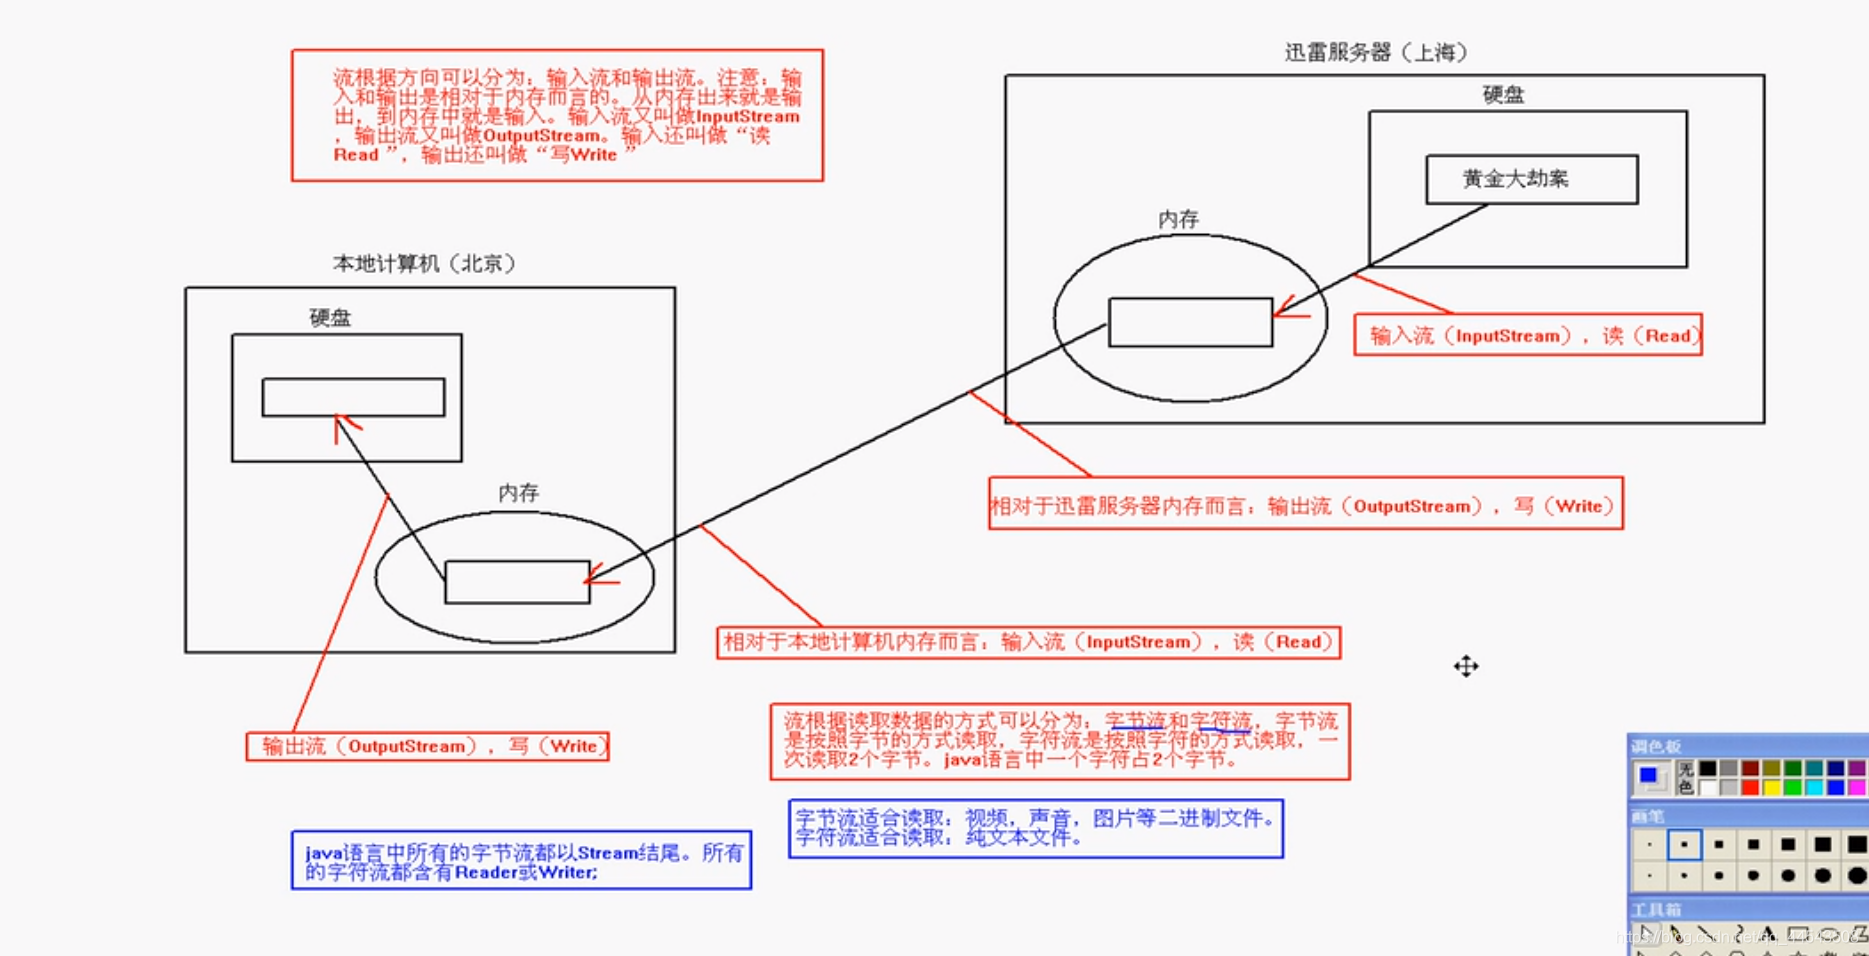 流根据方向可以分为：输入流和输出流。注意：输
入和输出是相对于内存而言的。从内存出来就是输
出，到内存中就是输入。输入流又叫做InputStream
，输出流又叫做OutputStream。输入还叫做“读
Read ”，输出还叫做“写Write ”
迅雷服务器（上海）
硬盘
黄金大劫案
内存
输入流（InputStream），读（Read）
本地计算机（北京）
硬盘
内存
相对于迅雷服务器内存而言：输出流（OutputStream），写（Write）
相对于本地计算机内存而言：输入流（InputStream），读（Read）
输出流（OutputStream），写（Write）
流根据读取数据的方式可以分为：字节流和字符流，字节流
是按照字节的方式读取，字符流是按照字符的方式读取，一
次读取2个字节。java语言中一个字符占2个字节。
字节流适合读取：视频，声音，图片等二进制文件。
字符流适合读取：纯文本文件。
java语言中所有的字节流都以Stream结尾。所有
的字符流都含有Reader或Writer;
调色板
无色
画笔
工具箱